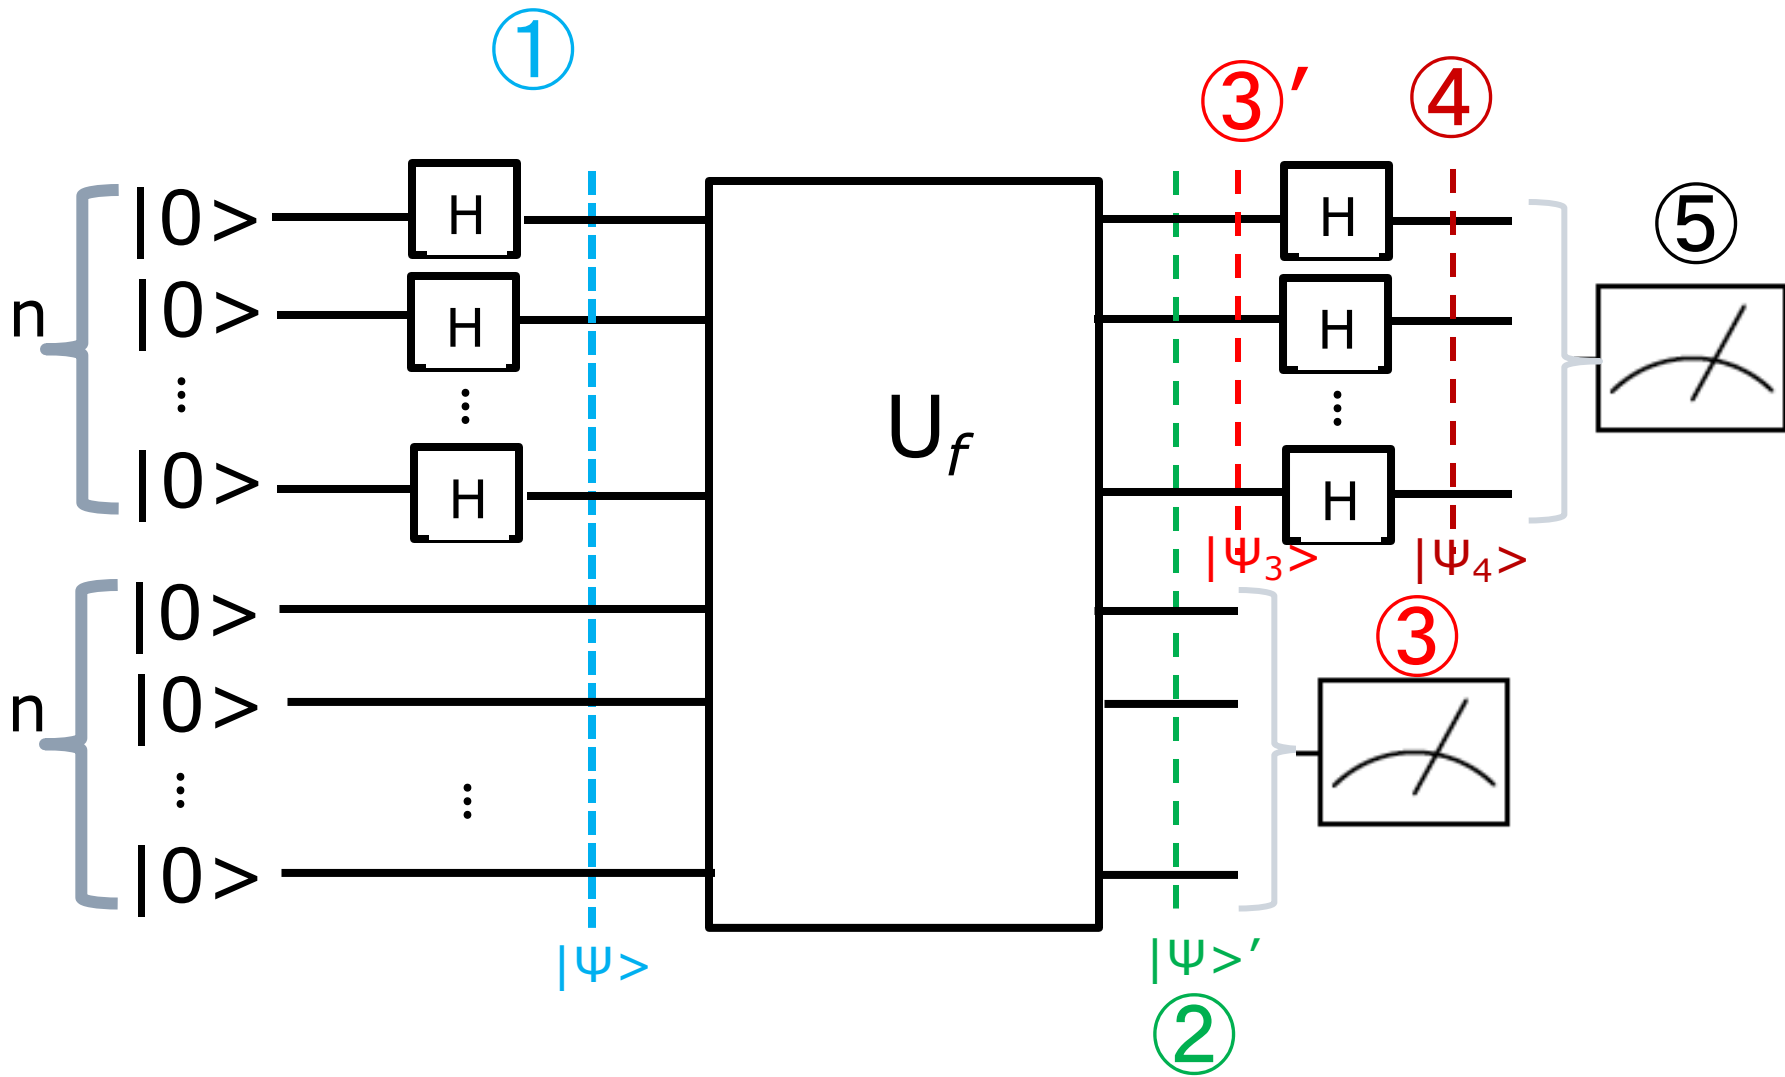 ①
③′ ④
|0> H H ⑤
n |0> H H
⋮ ⋮ U_f ⋮
|0> H H
|Ψ₃> |Ψ₄>
|0> ③
n |0>
⋮ ⋮
|0>
|Ψ> |Ψ>′
②